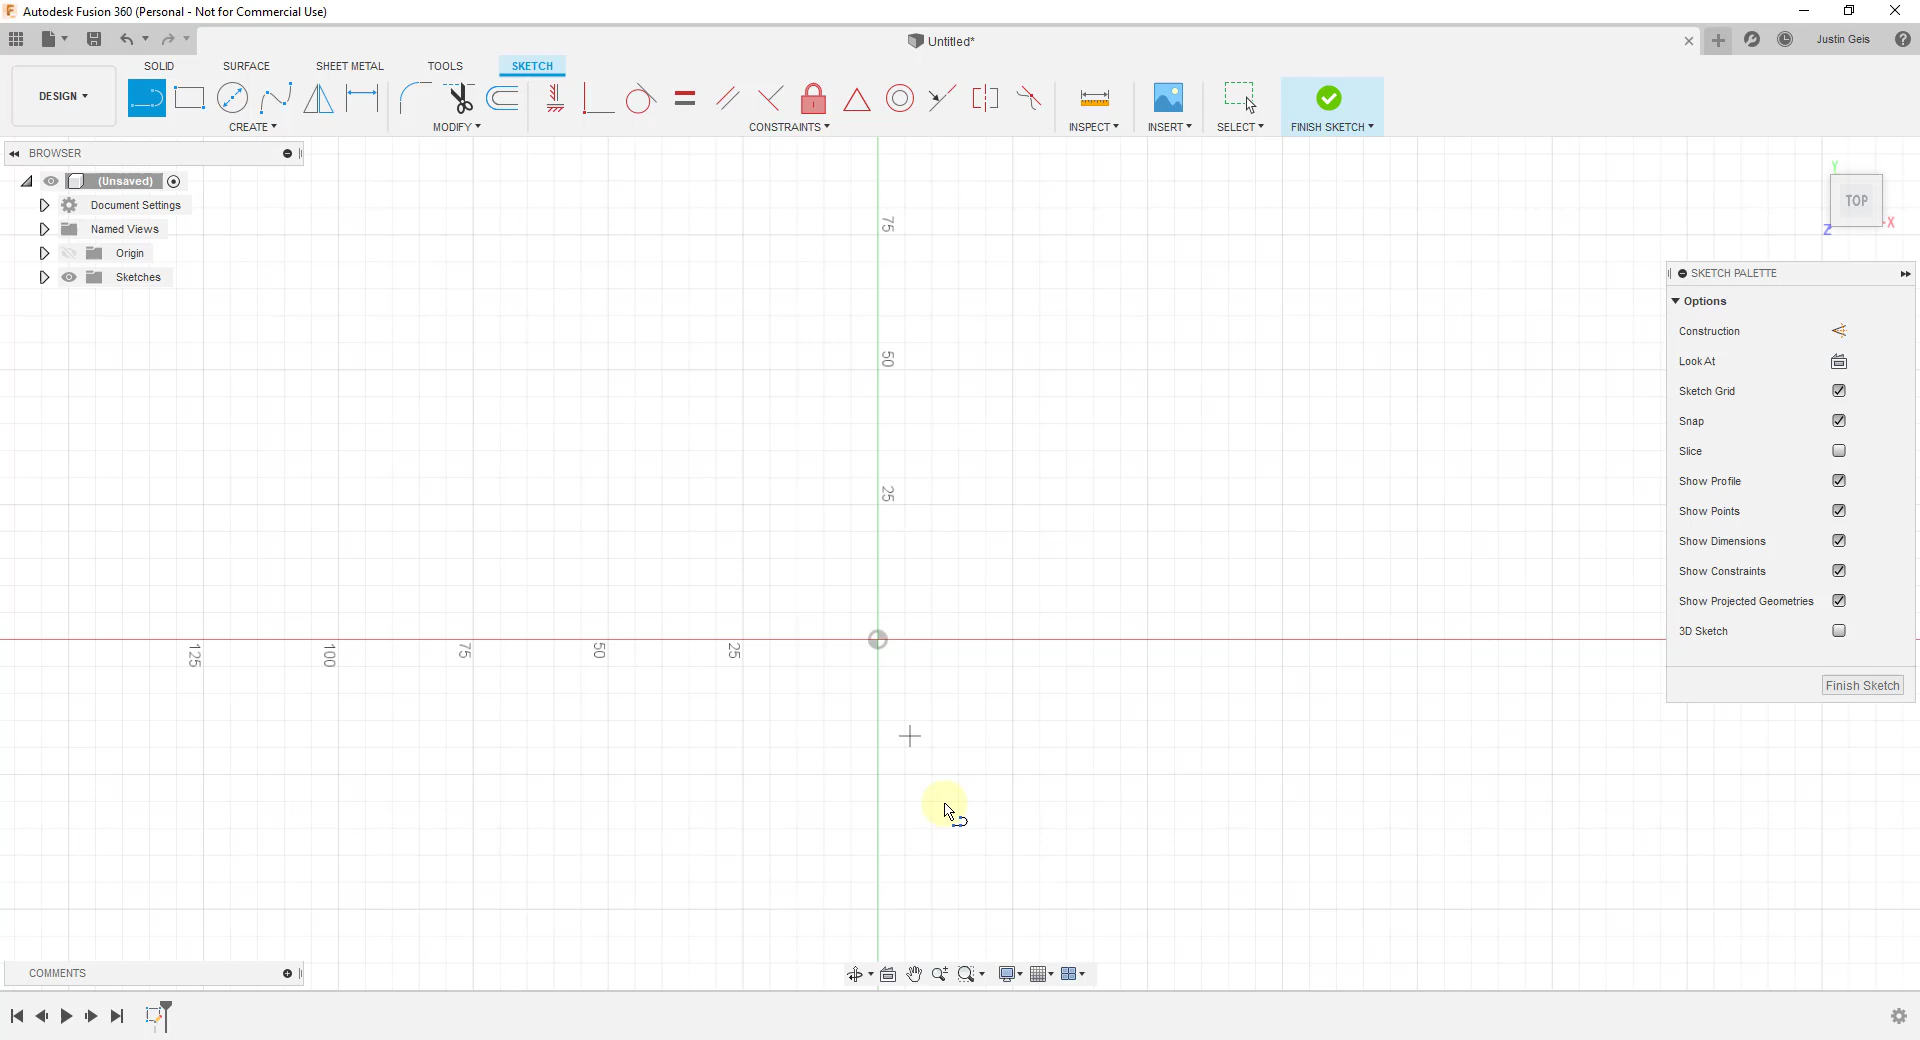 Autodesk Fusion 360 (Personal - Not for Commercial Use)
Untitled*
Justin Geis
DESIGN
SOLID
SURFACE
SHEET METAL
TOOLS
SKETCH
CREATE
MODIFY
CONSTRAINTS
INSPECT
INSERT
SELECT
FINISH SKETCH
BROWSER
(Unsaved)
Document Settings
Named Views
Origin
Sketches
75
50
25
125
100
75
50
25
Y
TOP
X
Z
SKETCH PALETTE
Options
Construction
Look At
Sketch Grid
Snap
Slice
Show Profile
Show Points
Show Dimensions
Show Constraints
Show Projected Geometries
3D Sketch
Finish Sketch
COMMENTS